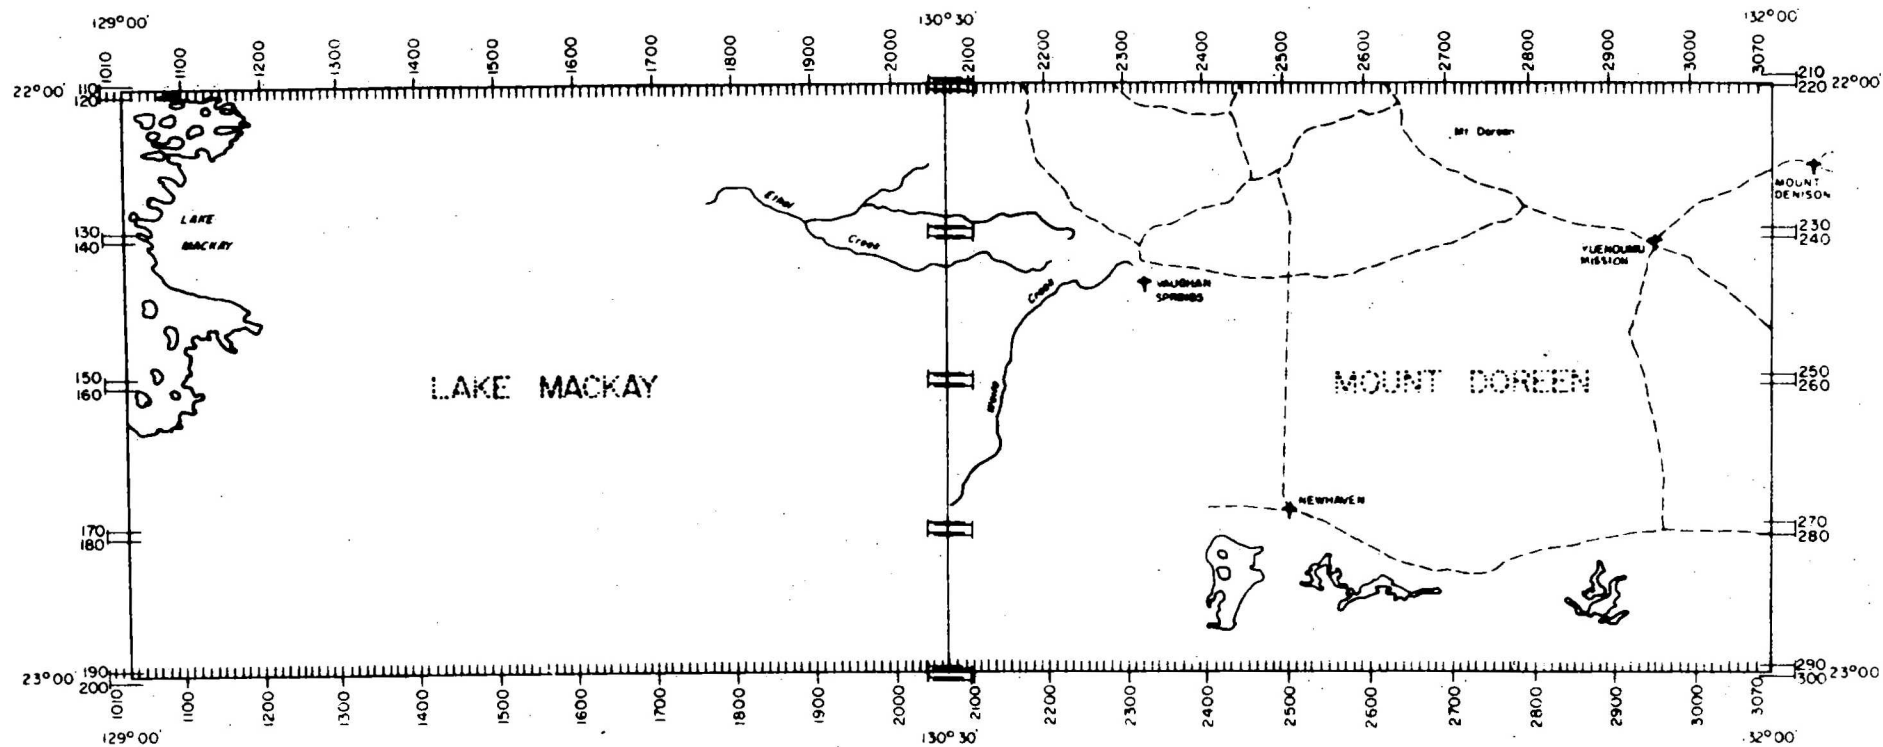 129°00'
130°30'
132°00'
1010 1100 1200 1300 1400 1500 1600 1700 1800 1900 2000 2100 2200 2300 2400 2500 2600 2700 2800 2900 3000 3070
22°00'
110
120
210
220
22°00'
Mt Doreen
MOUNT
DENISON
Ethel
Creek
LAKE
MACKAY
130
140
230
240
YUENDUMU
MISSION
VAUGHAN
SPRINGS
Creek
150
160
LAKE MACKAY
MOUNT DOREEN
250
260
NEWHAVEN
170
180
270
280
23°00'
190
200
290
300
23°00'
1010 1100 1200 1300 1400 1500 1600 1700 1800 1900 2000 2100 2200 2300 2400 2500 2600 2700 2800 2900 3000 3070
129°00'
130°30'
132°00'